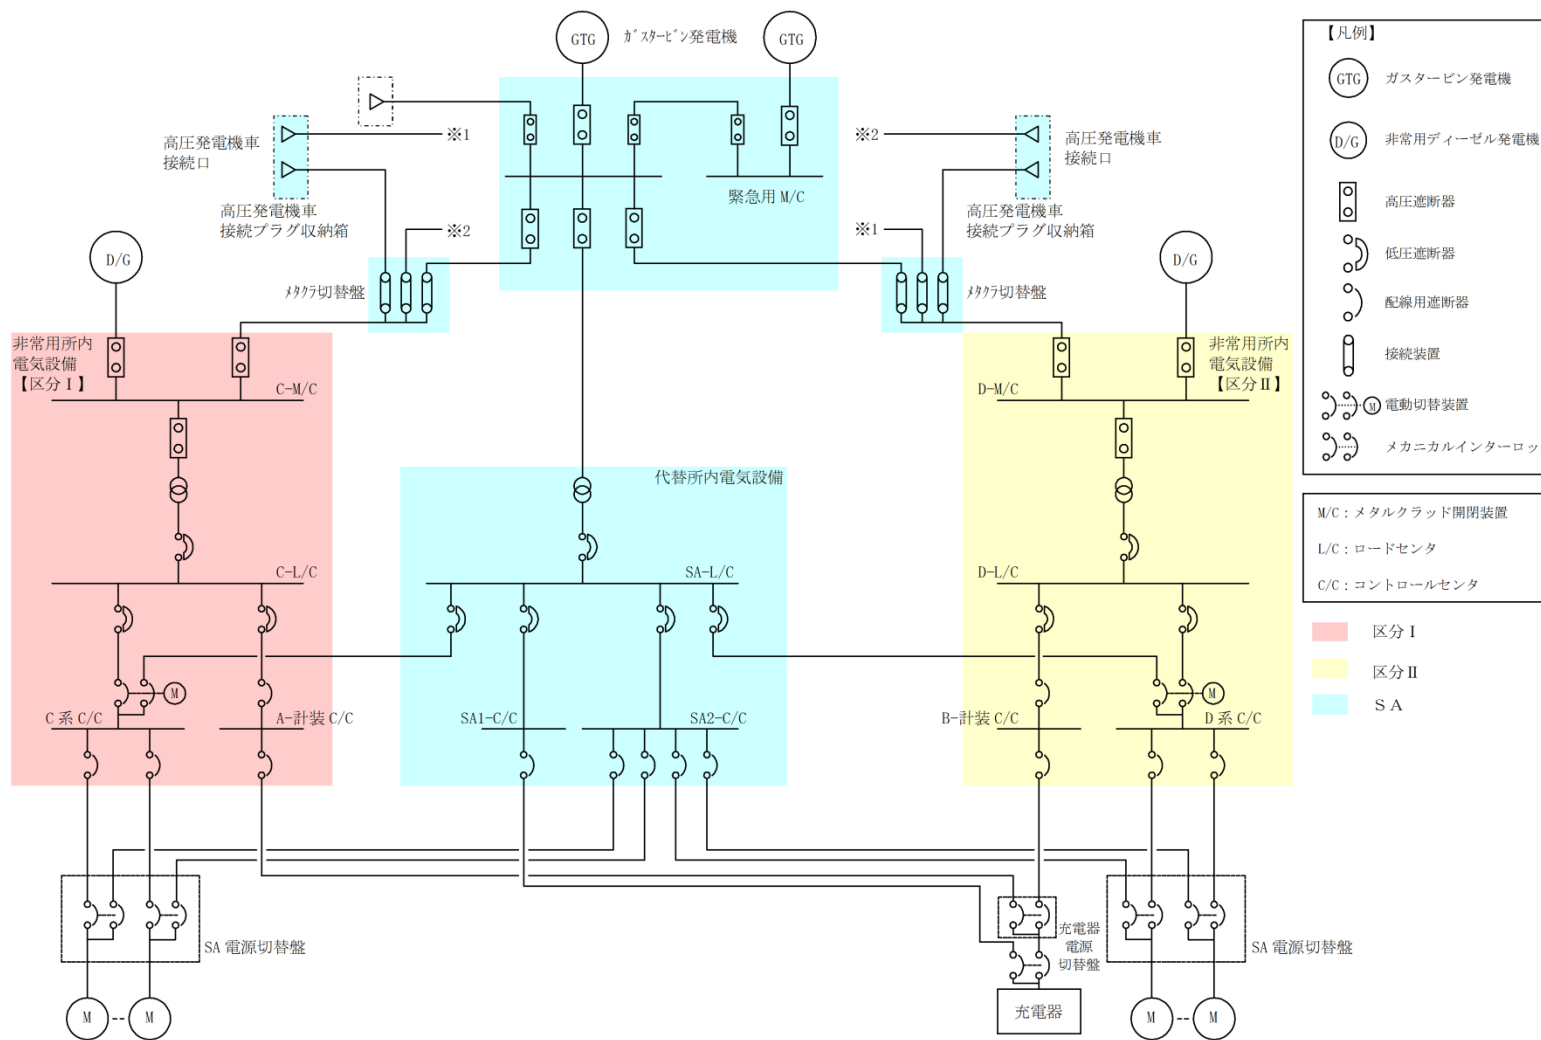 GTG
ガスタービン発電機
GTG
高圧発電機車
接続口
※1
※2
高圧発電機車
接続口
緊急用 M/C
高圧発電機車
接続プラグ収納箱
※2
※1
高圧発電機車
接続プラグ収納箱
D/G
D/G
メタクラ切替盤
メタクラ切替盤
非常用所内
電気設備
【区分Ⅰ】
C-M/C
D-M/C
非常用所内
電気設備
【区分Ⅱ】
代替所内電気設備
C-L/C
SA-L/C
D-L/C
M
M
C 系 C/C
A-計装 C/C
SA1-C/C
SA2-C/C
B-計装 C/C
D 系 C/C
SA 電源切替盤
充電器
電源
切替盤
SA 電源切替盤
M
M
充電器
M
M
【凡例】
GTG
ガスタービン発電機
D/G
非常用ディーゼル発電機
高圧遮断器
低圧遮断器
配線用遮断器
接続装置
M
電動切替装置
メカニカルインターロッ
M/C：メタルクラッド開閉装置
L/C：ロードセンタ
C/C：コントロールセンタ
区分Ⅰ
区分Ⅱ
ＳＡ